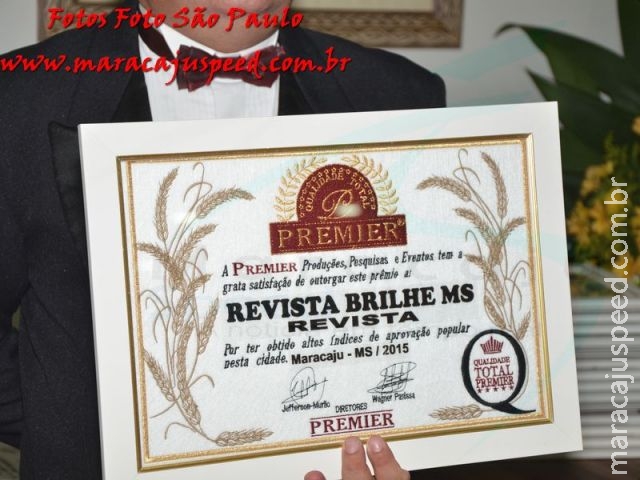 Fotos Foto São Paulo
www.maracajuspeed.com.br
QUALIDADE TOTAL
P
PREMIER
A PREMIER Produções, Pesquisas e Eventos tem a
grata satisfação de outorgar este prêmio a:
REVISTA BRILHE MS
REVISTA
Por ter obtido altos índices de aprovação popular
nesta cidade. Maracaju - MS / 2015
Jefferson Murilo
DIRETORES
PREMIER
QUALIDADE
TOTAL
PREMIER
maracajuspeed.com.br